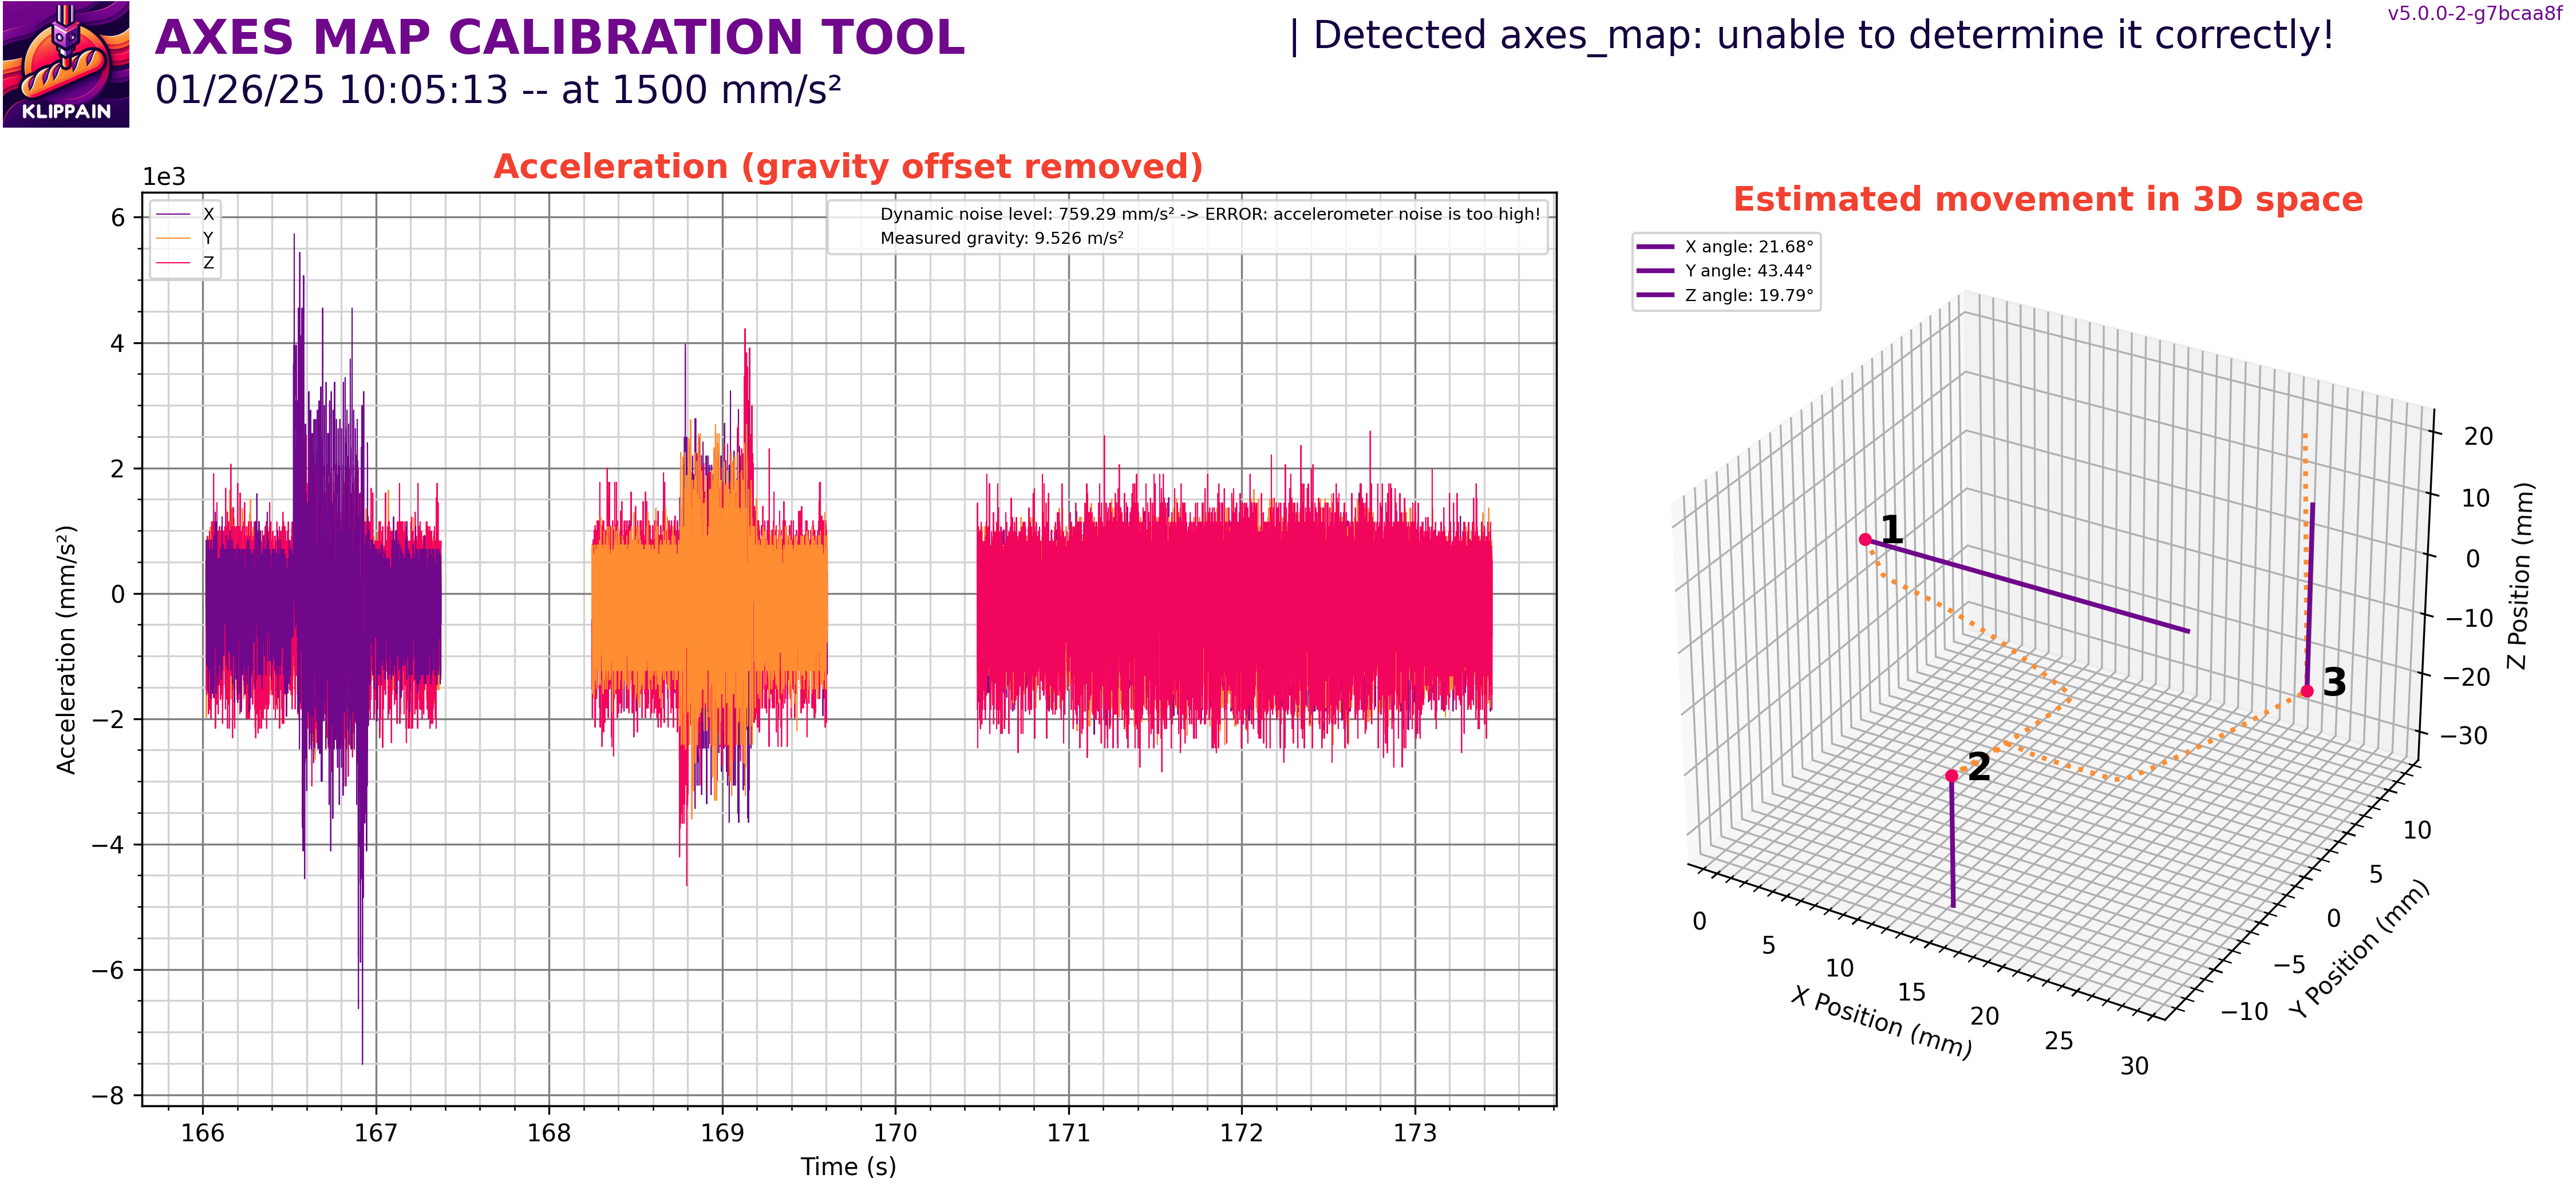 AXES MAP CALIBRATION TOOL
01/26/25 10:05:13 -- at 1500 mm/s²
| Detected axes_map: unable to determine it correctly!
v5.0.0-2-g7bcaa8f
KLIPPAIN
Acceleration (gravity offset removed)
1e3
X
Y
Z
Dynamic noise level: 759.29 mm/s² -> ERROR: accelerometer noise is too high!
Measured gravity: 9.526 m/s²
6
4
2
0
−2
−4
−6
−8
Acceleration (mm/s²)
166 167 168 169 170 171 172 173
Time (s)
Estimated movement in 3D space
X angle: 21.68°
Y angle: 43.44°
Z angle: 19.79°
1
2
3
20
10
0
−10
−20
−30
Z Position (mm)
10
5
0
−5
−10
Y Position (mm)
0
5
10
15
20
25
30
X Position (mm)